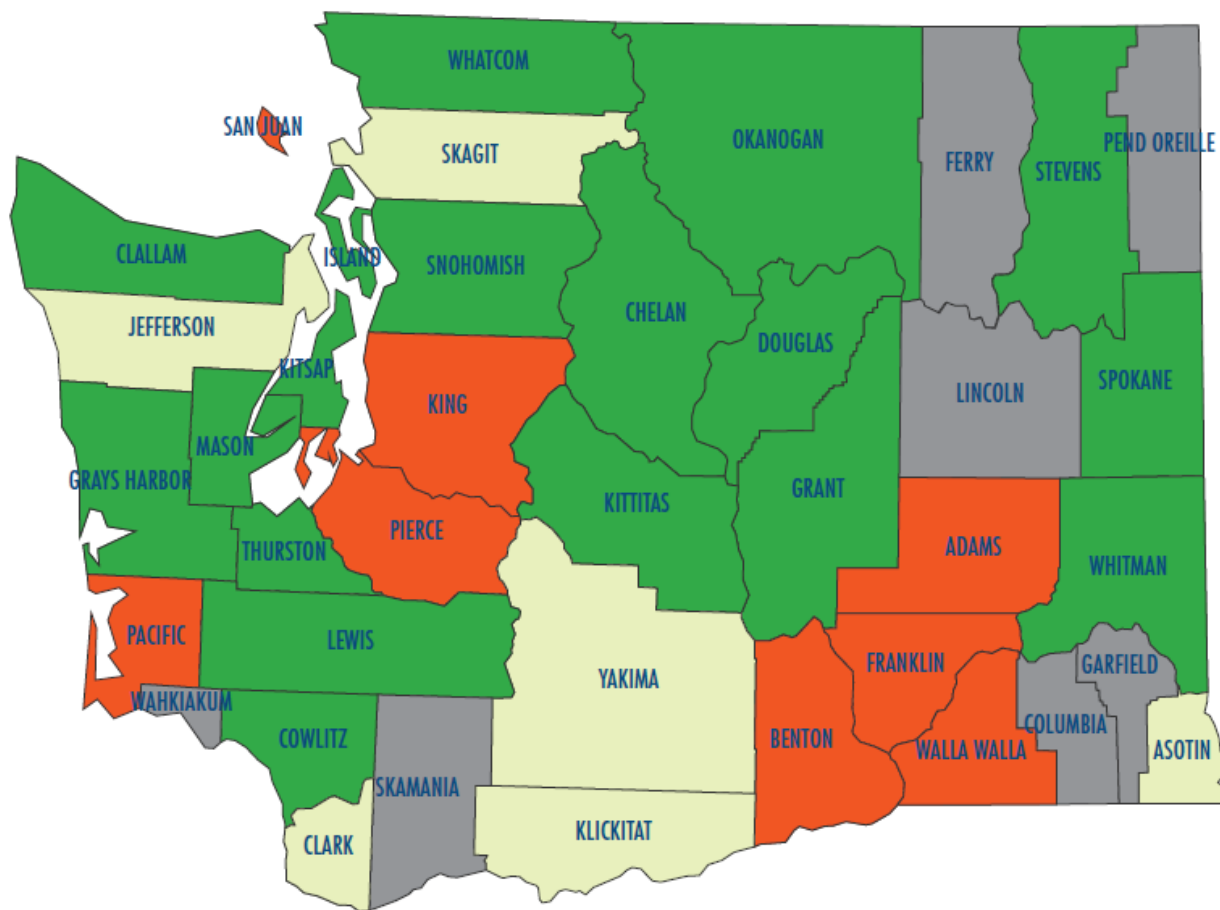 WHATCOM
SAN JUAN
SKAGIT
OKANOGAN
FERRY
STEVENS
PEND OREILLE
CLALLAM
ISLAND
SNOHOMISH
JEFFERSON
CHELAN
DOUGLAS
KITSAP
KING
LINCOLN
SPOKANE
MASON
GRAYS HARBOR
KITTITAS
GRANT
PIERCE
THURSTON
ADAMS
WHITMAN
PACIFIC
LEWIS
YAKIMA
FRANKLIN
GARFIELD
WAHKIAKUM
COWLITZ
BENTON
COLUMBIA
WALLA WALLA
ASOTIN
SKAMANIA
CLARK
KLICKITAT